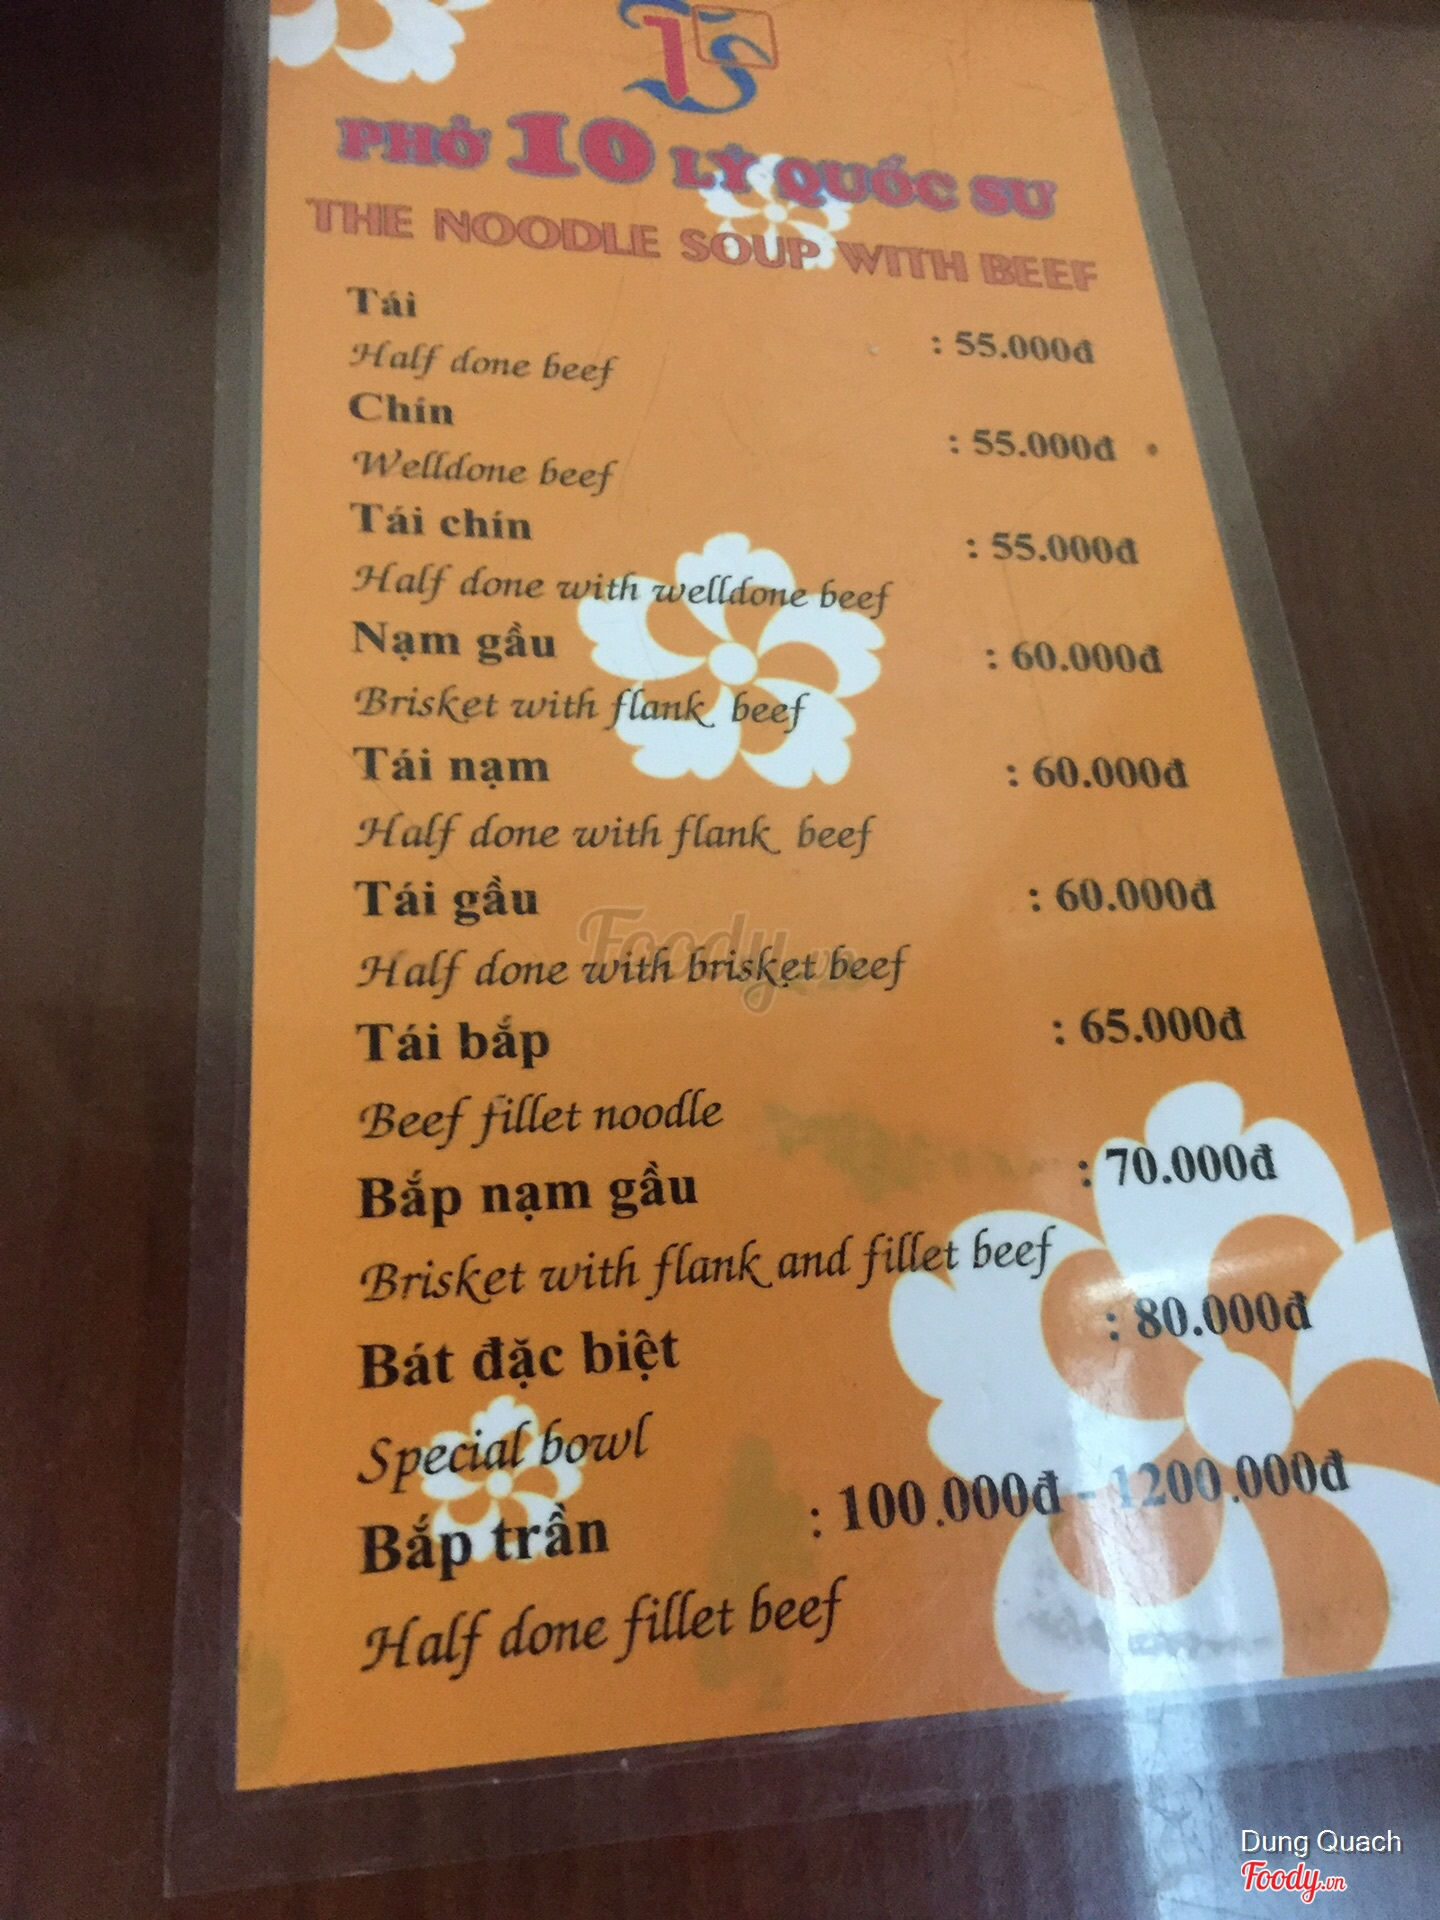 PHỞ 10 LÝ QUỐC SƯ
THE NOODLE SOUP WITH BEEF
Tái : 55.000đ
Half done beef
Chín : 55.000đ
Welldone beef
Tái chín : 55.000đ
Half done with welldone beef
Nạm gầu : 60.000đ
Brisket with flank beef
Tái nạm : 60.000đ
Half done with flank beef
Tái gầu : 60.000đ
Half done with brisket beef
Foody.vn
Tái bắp : 65.000đ
Beef fillet noodle
Bắp nạm gầu : 70.000đ
Brisket with flank and fillet beef
Bát đặc biệt : 80.000đ
Special bowl
Bắp trần : 100.000đ - 1200.000đ
Half done fillet beef
Dung Quach
Foody.vn